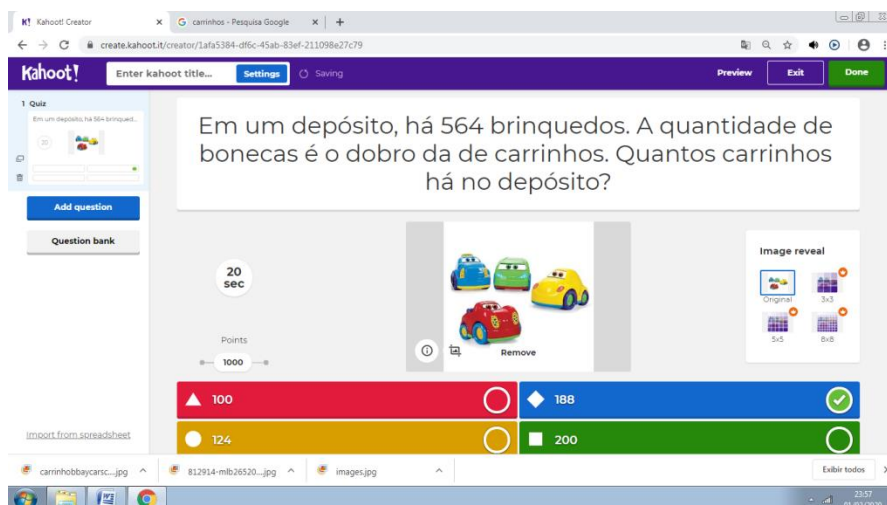 K! Kahoot! Creator
G carrinhos - Pesquisa Google
create.kahoot.it/creator/1afa5384-df6c-45ab-83ef-211098e27c79
Kahoot!
Enter kahoot title...
Settings
Saving
Preview
Exit
Done
1 Quiz
Em um depósito, há 564 brinqued...
20
Add question
Question bank
Import from spreadsheet
Em um depósito, há 564 brinquedos. A quantidade de
bonecas é o dobro da de carrinhos. Quantos carrinhos
há no depósito?
20
sec
Points
1000
Remove
Image reveal
Original
3x3
5x5
8x8
100
188
124
200
carrinhobbaycarsc...jpg
812914-mlb26520...jpg
images.jpg
Exibir todos
23:57